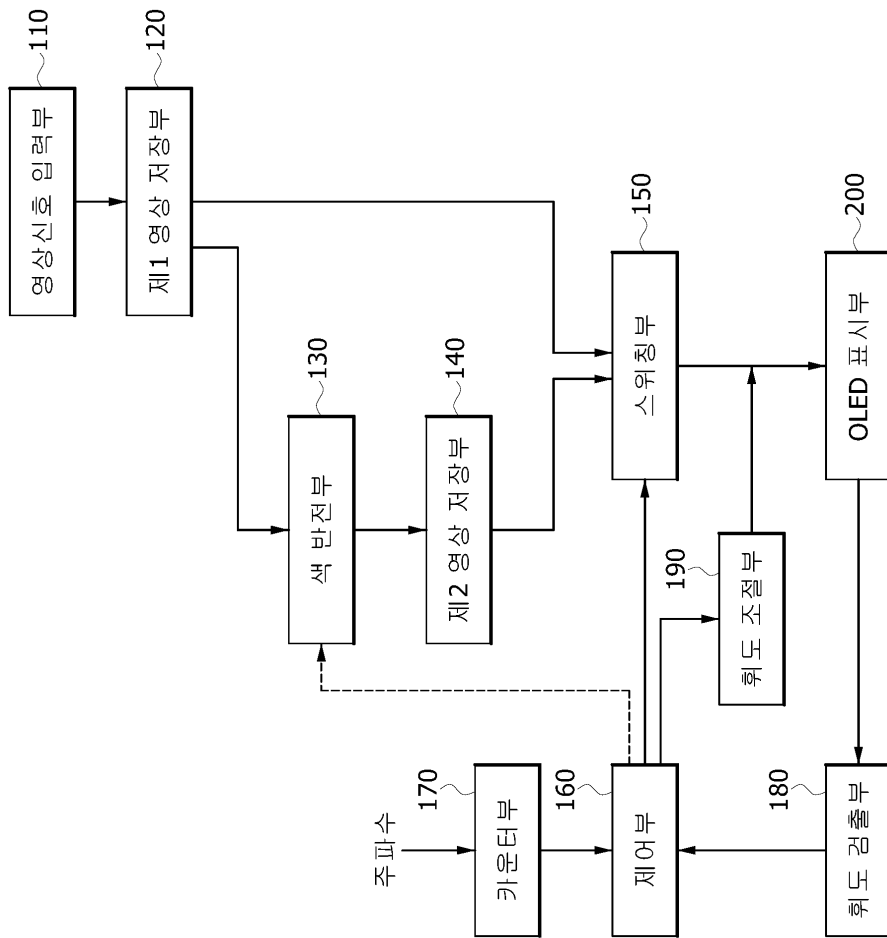 영상신호 입력부
110
제1 영상 저장부
120
색 반전부
130
제2 영상 저장부
140
스위칭부
150
OLED 표시부
200
주파수
카운터부
170
제어부
160
휘도 조절부
190
휘도 검출부
180